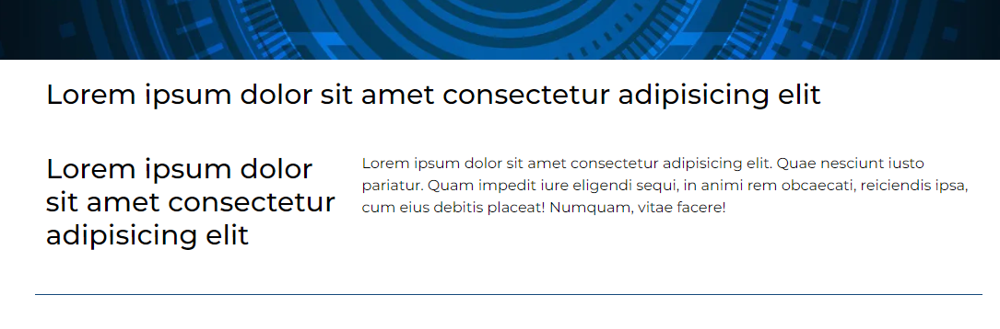 Lorem ipsum dolor sit amet consectetur adipisicing elit
Lorem ipsum dolor
sit amet consectetur
adipisicing elit
Lorem ipsum dolor sit amet consectetur adipisicing elit. Quae nesciunt iusto
pariatur. Quam impedit iure eligendi sequi, in animi rem obcaecati, reiciendis ipsa,
cum eius debitis placeat! Numquam, vitae facere!